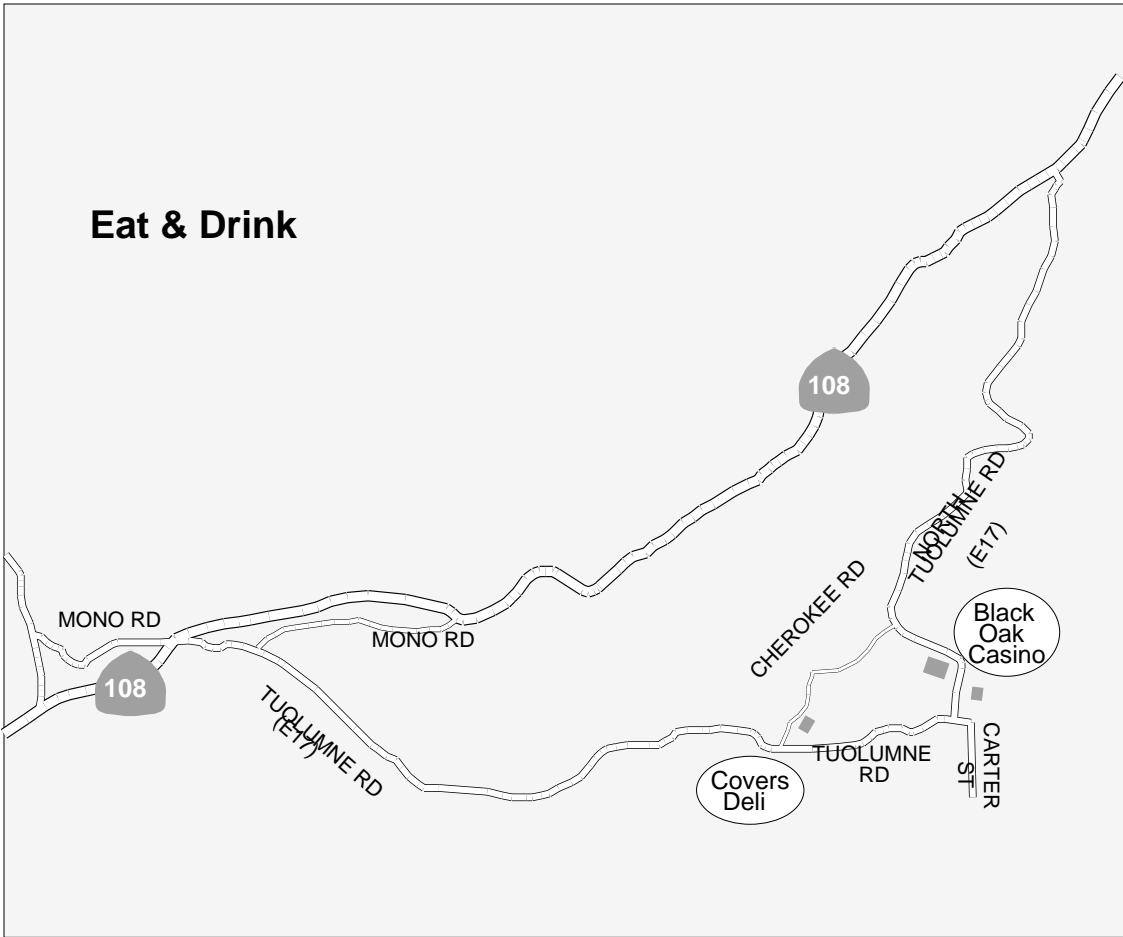 Eat & Drink
108
NORTH
TUOLUMNE RD
(E17)
CHEROKEE RD
Black
Oak
Casino
MONO RD
MONO RD
108
TUOLUMNE RD
(E17)
TUOLUMNE
RD
CARTER
ST
Covers
Deli